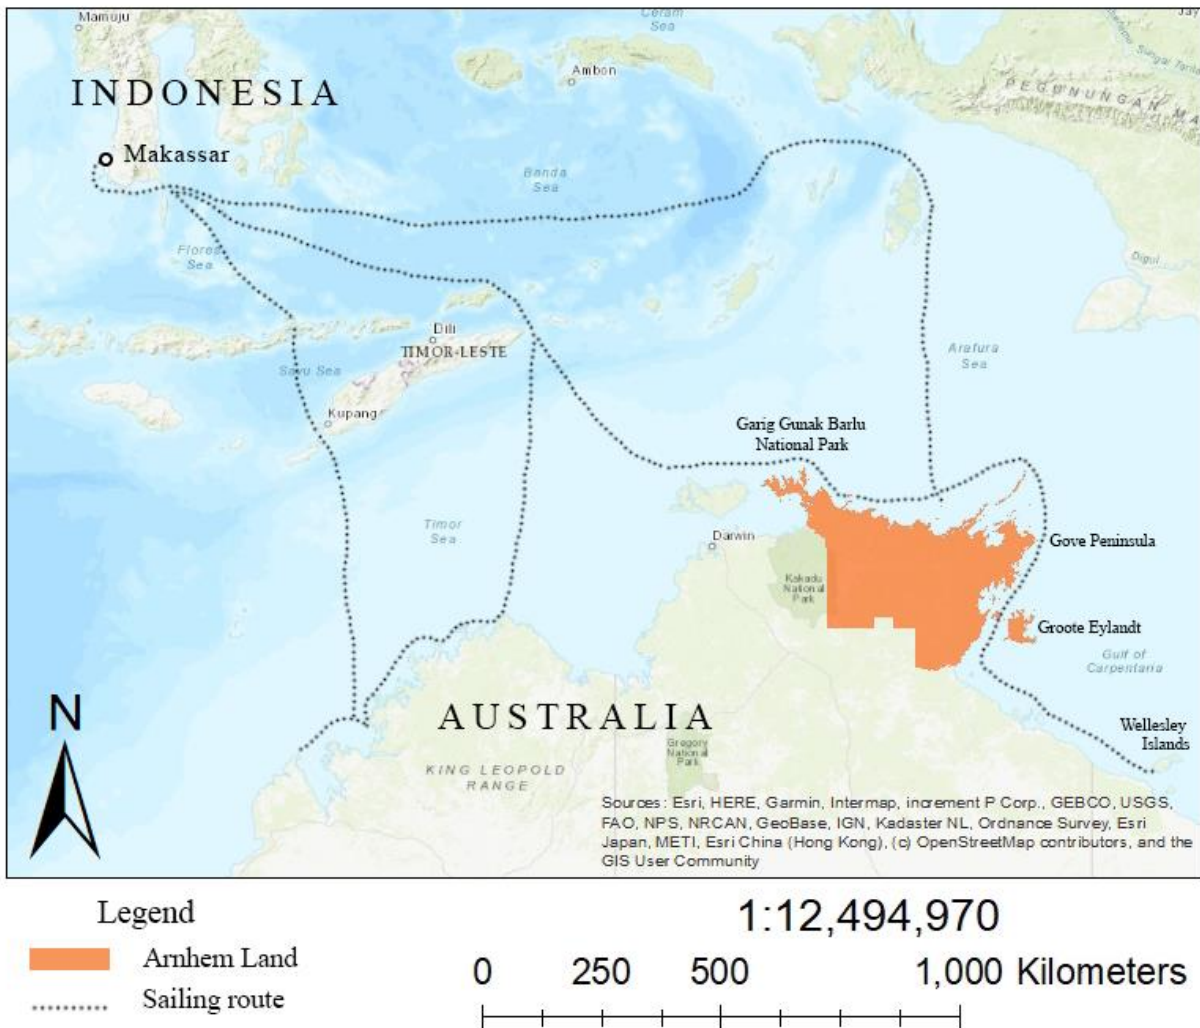 Mamuju
Ceram
Sea
Jay
Ambon
INDONESIA
PEGUNUNGAN MA
Makassar
Banda
Sea
Flores
Sea
Digul
Dili
TIMOR-LESTE
Arafura
Sea
Savu Sea
Kupang
Garig Gunak Barlu
National Park
Timor
Sea
Darwin
Gove Peninsula
Kakadu
National
Park
Groote Eylandt
Gulf of
Carpentaria
N
AUSTRALIA
Wellesley
Islands
Gregory
National
Park
KING LEOPOLD
RANGE
Sources: Esri, HERE, Garmin, Intermap, increment P Corp., GEBCO, USGS,
FAO, NPS, NRCAN, GeoBase, IGN, Kadaster NL, Ordnance Survey, Esri
Japan, METI, Esri China (Hong Kong), (c) OpenStreetMap contributors, and the
GIS User Community
Legend
Arnhem Land
Sailing route
1:12,494,970
0 250 500 1,000 Kilometers